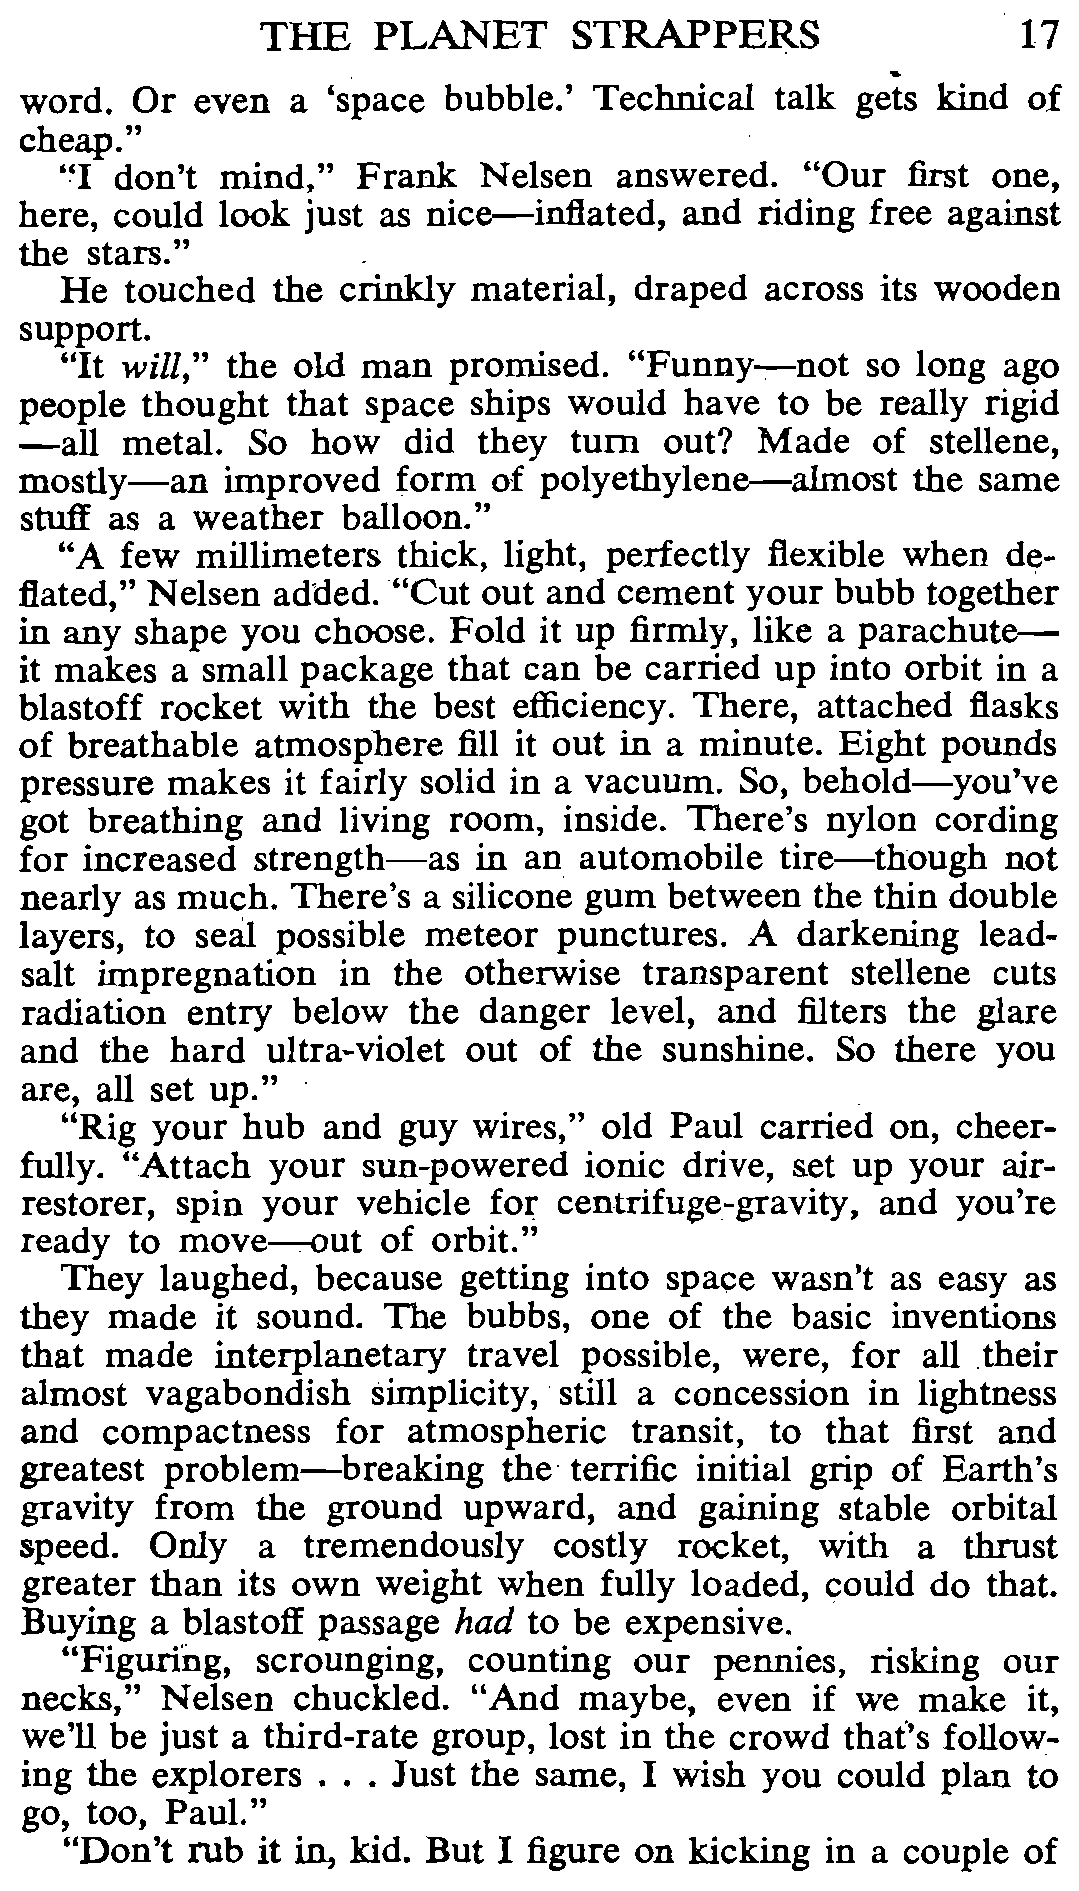 THE PLANET STRAPPERS 17
word. Or even a ‘space bubble.’ Technical talk gets kind of
cheap.”
“I don't mind,” Frank Nelsen answered. “Our first one,
here, could look just as nice—inflated, and riding free against
the stars.”
He touched the crinkly material, draped across its wooden
support.
“It will,” the old man promised. “Funny—not so long ago
people thought that space ships would have to be really rigid
—all metal. So how did they turn out? Made of stellene,
mostly—an improved form of polyethylene—almost the same
stuff as a weather balloon.”
“A few millimeters thick, light, perfectly flexible when de-
flated,” Nelsen added. “Cut out and cement your bubb together
in any shape you choose. Fold it up firmly, like a parachute—
it makes a small package that can be carried up into orbit in a
blastoff rocket with the best efficiency. There, attached flasks
of breathable atmosphere fill it out in a minute. Eight pounds
pressure makes it fairly solid in a vacuum. So, behold—you've
got breathing and living room, inside. There's nylon cording
for increased strength—as in an automobile tire—though not
nearly as much. There's a silicone gum between the thin double
layers, to seal possible meteor punctures. A darkening lead-
salt impregnation in the otherwise transparent stellene cuts
radiation entry below the danger level, and filters the glare
and the hard ultra-violet out of the sunshine. So there you
are, all set up.”
“Rig your hub and guy wires,” old Paul carried on, cheer-
fully. “Attach your sun-powered ionic drive, set up your air-
restorer, spin your vehicle for centrifuge-gravity, and you're
ready to move—out of orbit.”
They laughed, because getting into space wasn't as easy as
they made it sound. The bubbs, one of the basic inventions
that made interplanetary travel possible, were, for all their
almost vagabondish simplicity, still a concession in lightness
and compactness for atmospheric transit, to that first and
greatest problem—breaking the terrific initial grip of Earth's
gravity from the ground upward, and gaining stable orbital
speed. Only a tremendously costly rocket, with a thrust
greater than its own weight when fully loaded, could do that.
Buying a blastoff passage had to be expensive.
“Figuring, scrounging, counting our pennies, risking our
necks,” Nelsen chuckled. “And maybe, even if we make it,
we'll be just a third-rate group, lost in the crowd that's follow-
ing the explorers . . . Just the same, I wish you could plan to
go, too, Paul.”
“Don't rub it in, kid. But I figure on kicking in a couple of